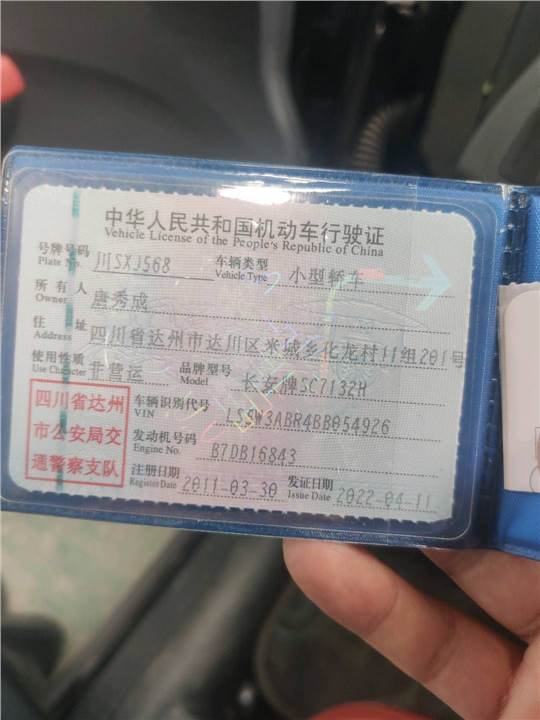 中华人民共和国机动车行驶证
Vehicle License of the People's Republic of China
号牌号码 Plate No. 川SXJ568 车辆类型 Vehicle Type 小型轿车
所有人 Owner 唐秀成
住址 Address 四川省达州市达川区米城乡化龙村11组201号
使用性质 Use Character 非营运 品牌型号 Model 长安牌SC7132H
四川省达州
市公安局交
通警察支队
车辆识别代号 VIN LS5W3ABR4BB054926
发动机号码 Engine No. B7DB16843
注册日期 Register Date 2011-03-30 发证日期 Issue Date 2022-04-11